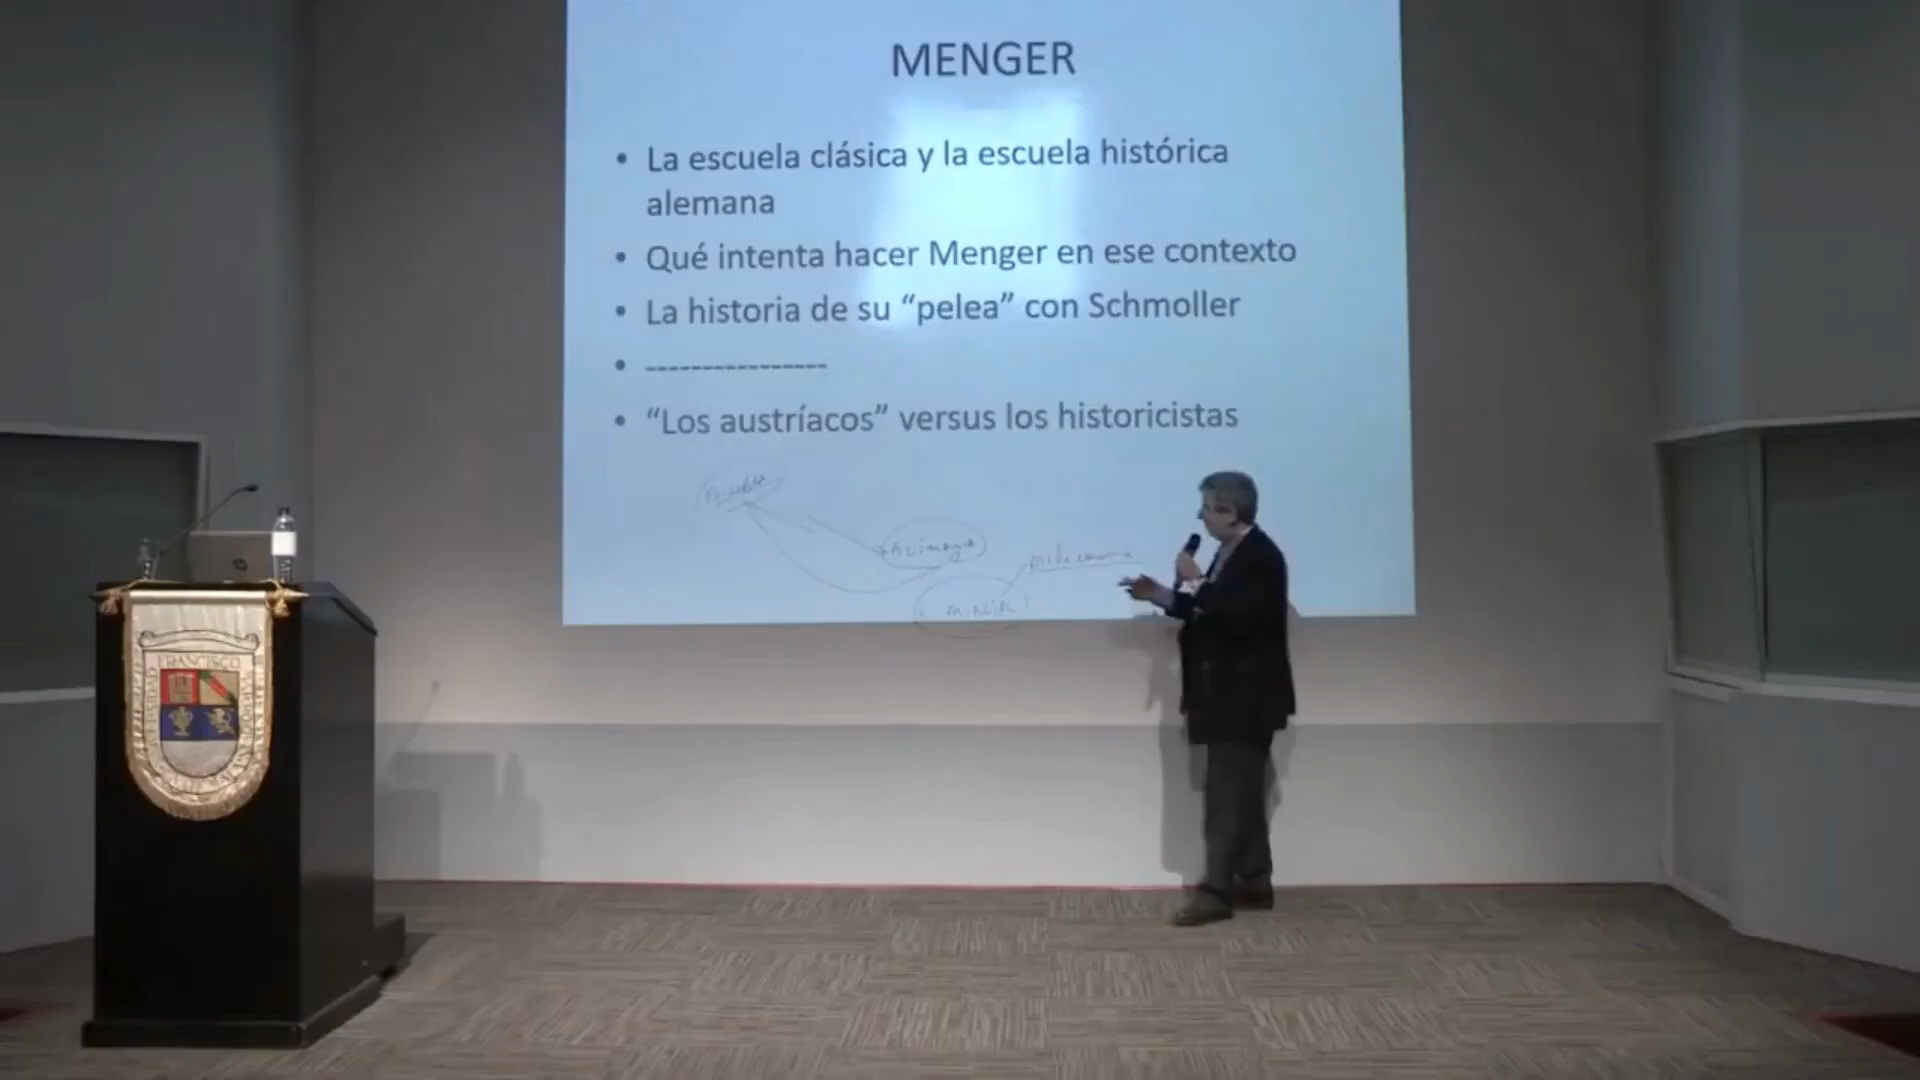 MENGER
• La escuela clásica y la escuela histórica
alemana
• Qué intenta hacer Menger en ese contexto
• La historia de su “pelea” con Schmoller
• ----------------
• “Los austríacos” versus los historicistas
FRANCISCO